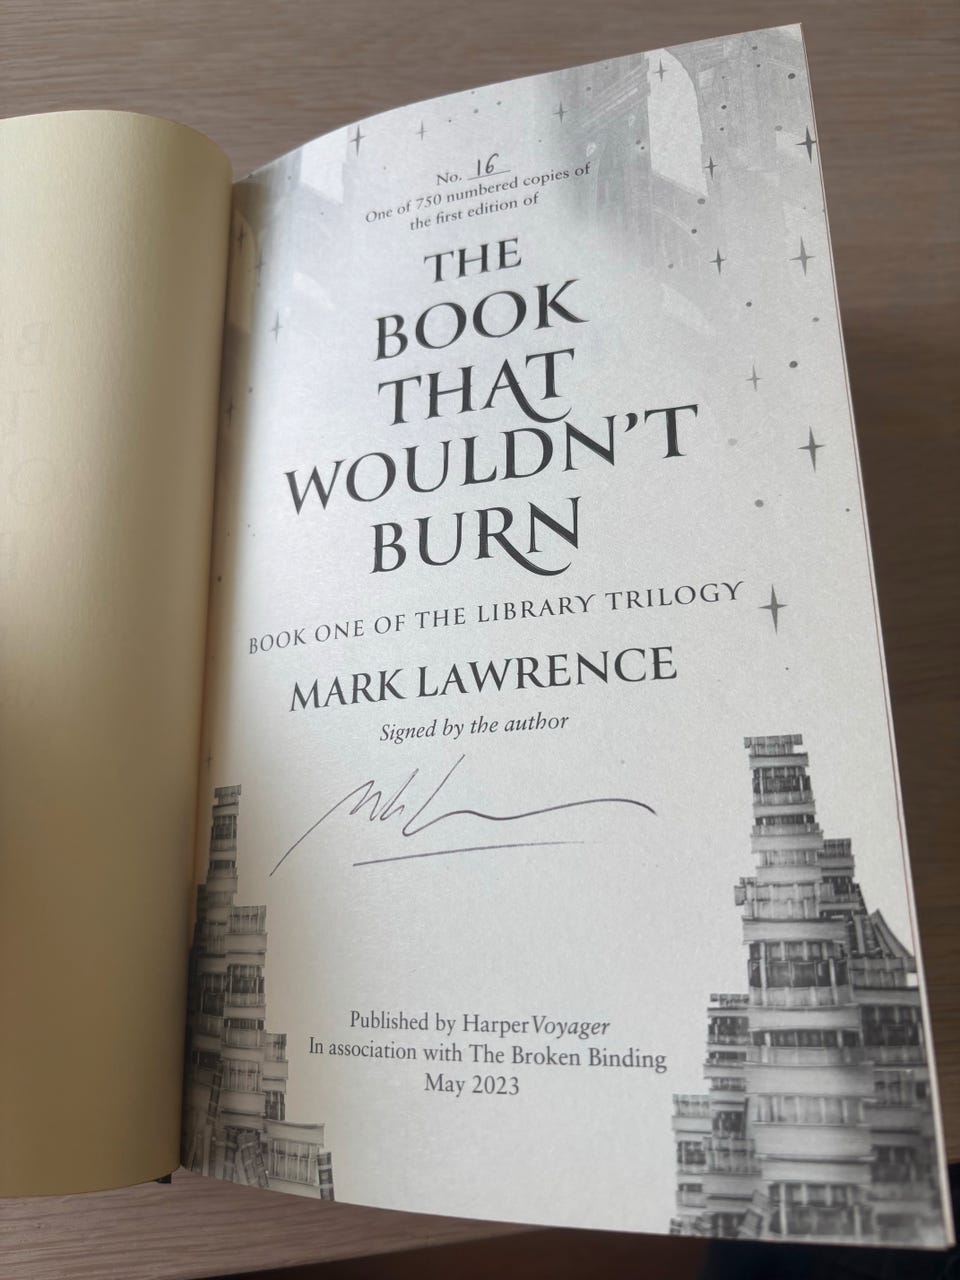 No. 16
One of 750 numbered copies of
the first edition of
THE
BOOK
THAT
WOULDN'T
BURN
BOOK ONE OF THE LIBRARY TRILOGY
MARK LAWRENCE
Signed by the author
Published by HarperVoyager
In association with The Broken Binding
May 2023